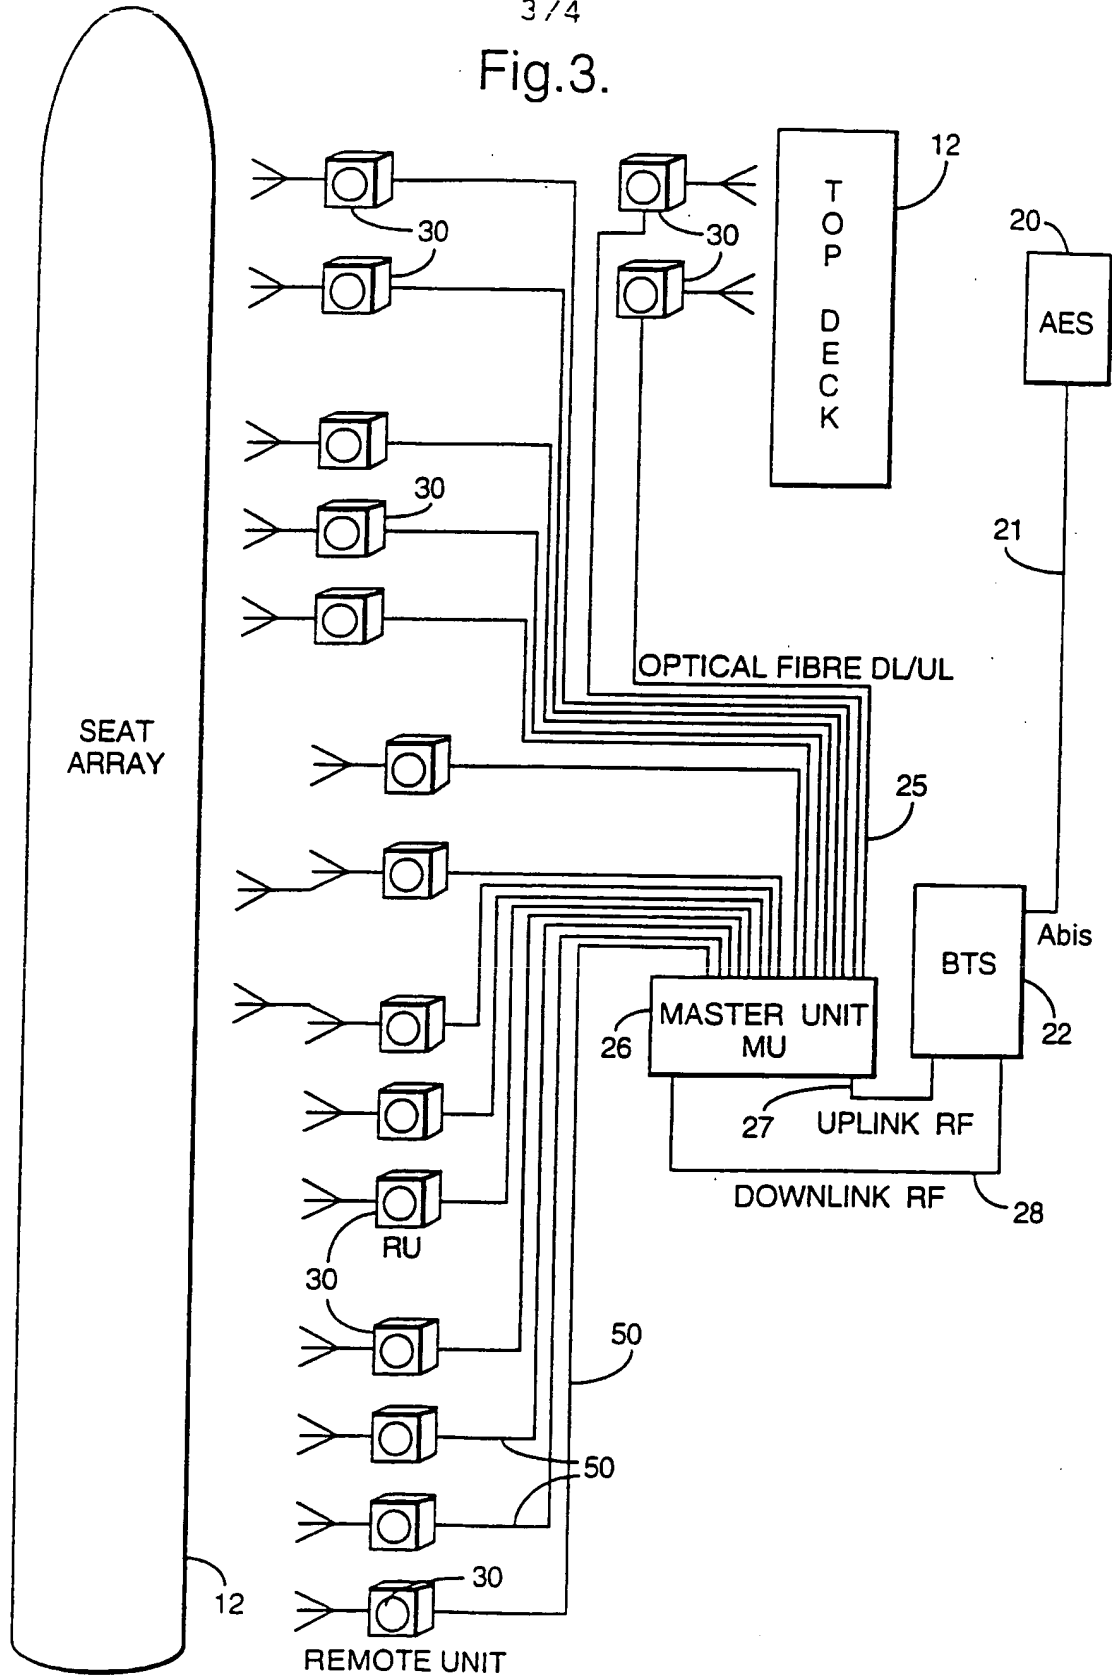 3/4
Fig.3.
12
TOP DECK
20
AES
30
30
30
21
OPTICAL FIBRE DL/UL
SEAT
ARRAY
25
BTS
Abis
22
MASTER UNIT
MU
26
27
UPLINK RF
DOWNLINK RF
28
RU
30
50
50
30
12
REMOTE UNIT